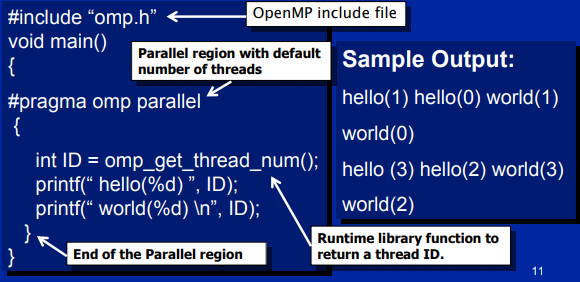 #include “omp.h”
OpenMP include file
void main()
{
Parallel region with default
number of threads
#pragma omp parallel
{
int ID = omp_get_thread_num();
printf(“ hello(%d) ”, ID);
printf(“ world(%d) \n”, ID);
}
End of the Parallel region
}
Runtime library function to
return a thread ID.
Sample Output:
hello(1) hello(0) world(1)
world(0)
hello (3) hello(2) world(3)
world(2)
11